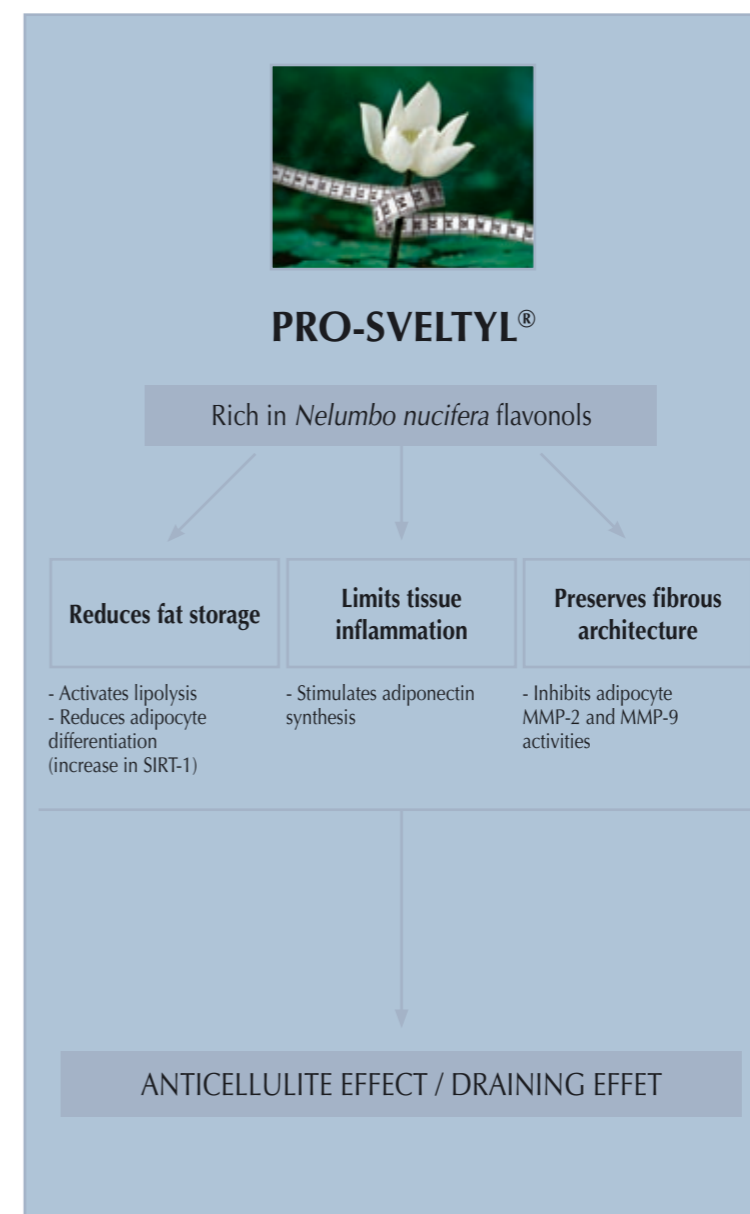 PRO-SVELTYL®
Rich in Nelumbo nucifera flavonols
Reduces fat storage
- Activates lipolysis
- Reduces adipocyte
differentiation
(increase in SIRT-1)
Limits tissue
inflammation
- Stimulates adiponectin
synthesis
Preserves fibrous
architecture
- Inhibits adipocyte
MMP-2 and MMP-9
activities
ANTICELLULITE EFFECT / DRAINING EFFET